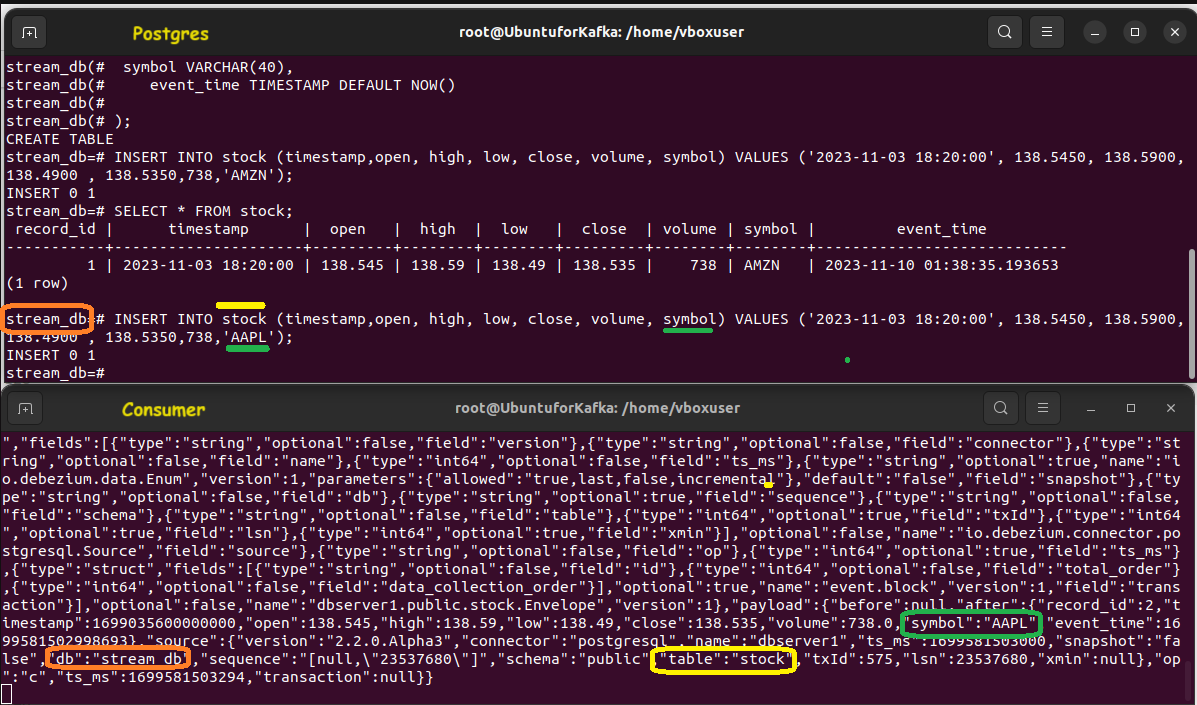 Postgres
root@UbuntuforKafka: /home/vboxuser
stream_db(#  symbol VARCHAR(40),
stream_db(#     event_time TIMESTAMP DEFAULT NOW()
stream_db(#
stream_db(# );
CREATE TABLE
stream_db=# INSERT INTO stock (timestamp,open, high, low, close, volume, symbol) VALUES ('2023-11-03 18:20:00', 138.5450, 138.5900,
138.4900 , 138.5350,738,'AMZN');
INSERT 0 1
stream_db=# SELECT * FROM stock;
 record_id |      timestamp      |  open   |  high  |  low   |  close  | volume | symbol |         event_time
-----------+---------------------+---------+--------+--------+---------+--------+--------+----------------------------
         1 | 2023-11-03 18:20:00 | 138.545 | 138.59 | 138.49 | 138.535 |    738 | AMZN   | 2023-11-10 01:38:35.193653
(1 row)
stream_db=# INSERT INTO stock (timestamp,open, high, low, close, volume, symbol) VALUES ('2023-11-03 18:20:00', 138.5450, 138.5900,
138.4900 , 138.5350,738,'AAPL');
INSERT 0 1
stream_db=#
Consumer
root@UbuntuforKafka: /home/vboxuser
","fields":[{"type":"string","optional":false,"field":"version"},{"type":"string","optional":false,"field":"connector"},{"type":"st
ring","optional":false,"field":"name"},{"type":"int64","optional":false,"field":"ts_ms"},{"type":"string","optional":true,"name":"i
o.debezium.data.Enum","version":1,"parameters":{"allowed":"true,last,false,incremental"},"default":"false","field":"snapshot"},{"ty
pe":"string","optional":false,"field":"db"},{"type":"string","optional":true,"field":"sequence"},{"type":"string","optional":false,
"field":"schema"},{"type":"string","optional":false,"field":"table"},{"type":"int64","optional":true,"field":"txId"},{"type":"int64
","optional":true,"field":"lsn"},{"type":"int64","optional":true,"field":"xmin"}],"optional":false,"name":"io.debezium.connector.po
stgresql.Source","field":"source"},{"type":"string","optional":false,"field":"op"},{"type":"int64","optional":true,"field":"ts_ms"}
,{"type":"struct","fields":[{"type":"string","optional":false,"field":"id"},{"type":"int64","optional":false,"field":"total_order"}
,{"type":"int64","optional":false,"field":"data_collection_order"}],"optional":true,"name":"event.block","version":1,"field":"trans
action"}],"optional":false,"name":"dbserver1.public.stock.Envelope","version":1},"payload":{"before":null,"after":{"record_id":2,"t
imestamp":1699035600000000,"open":138.545,"high":138.59,"low":138.49,"close":138.535,"volume":738.0,"symbol":"AAPL","event_time":16
99581502998693},"source":{"version":"2.2.0.Alpha3","connector":"postgresql","name":"dbserver1","ts_ms":1699581503000,"snapshot":"fa
lse","db":"stream_db","sequence":"[null,\"23537680\"]","schema":"public","table":"stock","txId":575,"lsn":23537680,"xmin":null},"op
":"c","ts_ms":1699581503294,"transaction":null}}